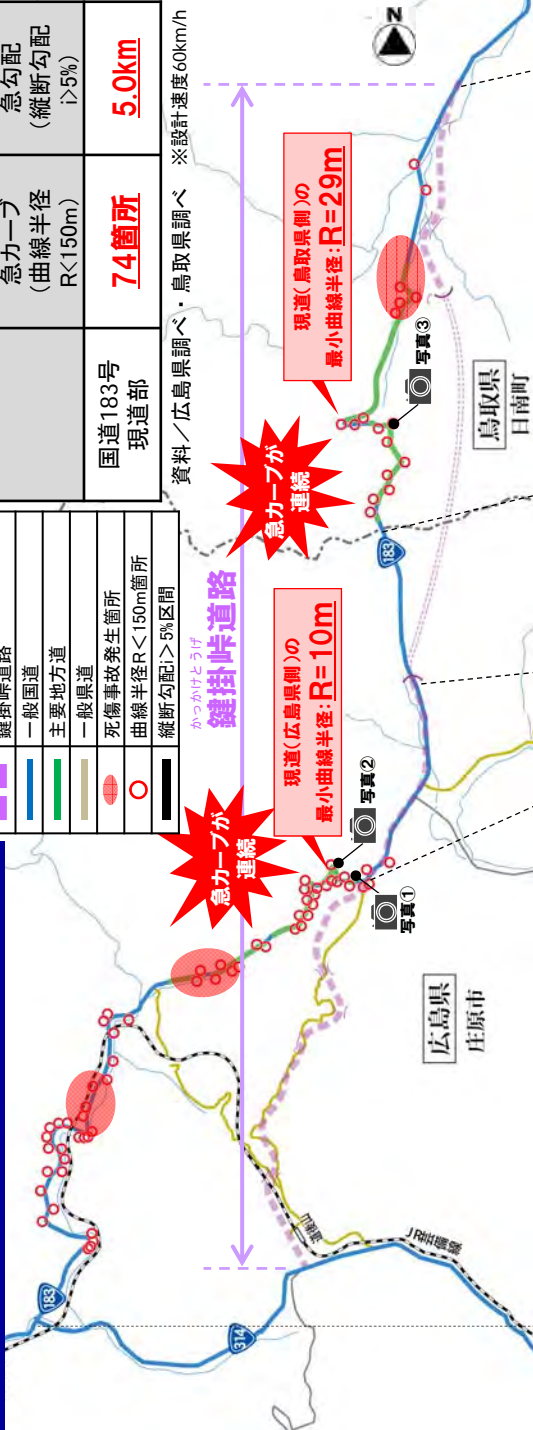 急カーブ
(曲線半径
R<150m)
急勾配
(縦断勾配
i>5%)
国道183号
現道部
74箇所
5.0km
資料/広島県調べ・鳥取県調べ ※設計速度60km/h
鍵掛峠道路
一般国道
主要地方道
一般県道
死傷事故発生箇所
曲線半径R<150m箇所
縦断勾配i>5%区間
かっかけとうげ
鍵掛峠道路
急カーブが
連続
急カーブが
連続
現道(広島県側)の
最小曲線半径:R=10m
現道(鳥取県側)の
最小曲線半径:R=29m
写真①
写真②
写真③
183
314
183
道後山
JR芸備線
広島県
庄原市
鳥取県
日南町
N